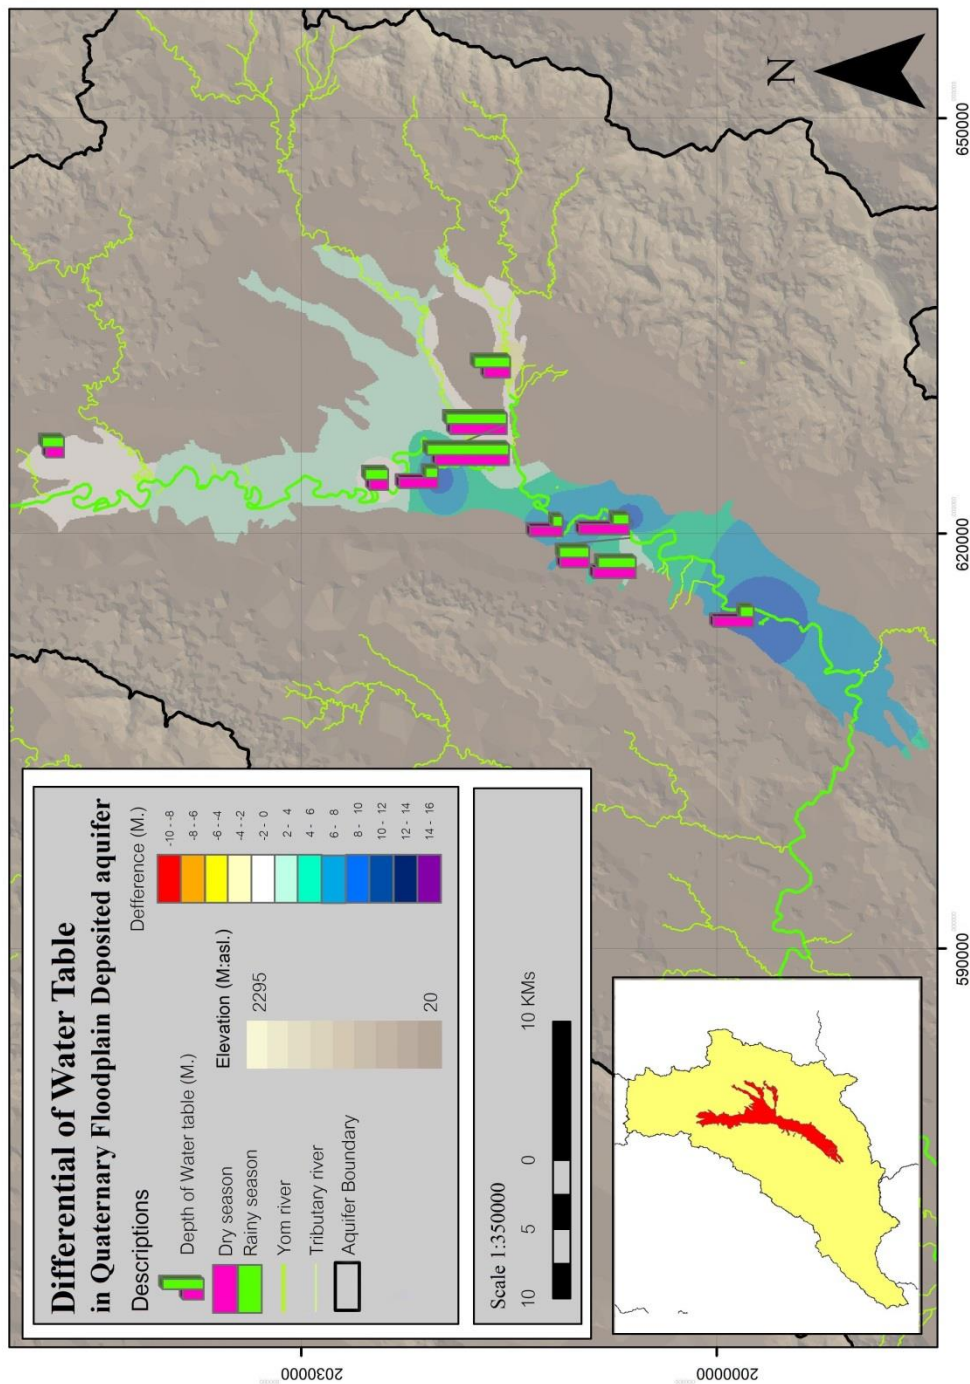 Differential of Water Table
in Quaternary Floodplain Deposited aquifer
Descriptions
Depth of Water table (M.)
Dry season
Rainy season
Yom river
Tributary river
Aquifer Boundary
Elevation (M:asl.)
2295
20
Defference (M.)
-10 - -8
-8 - -6
-6 - -4
-4 - -2
-2 - 0
2 - 4
4 - 6
6 - 8
8 - 10
10 - 12
12 - 14
14 - 16
Scale 1:350000
10
5
0
10 KMs
N
590000
620000
650000
2030000
2000000